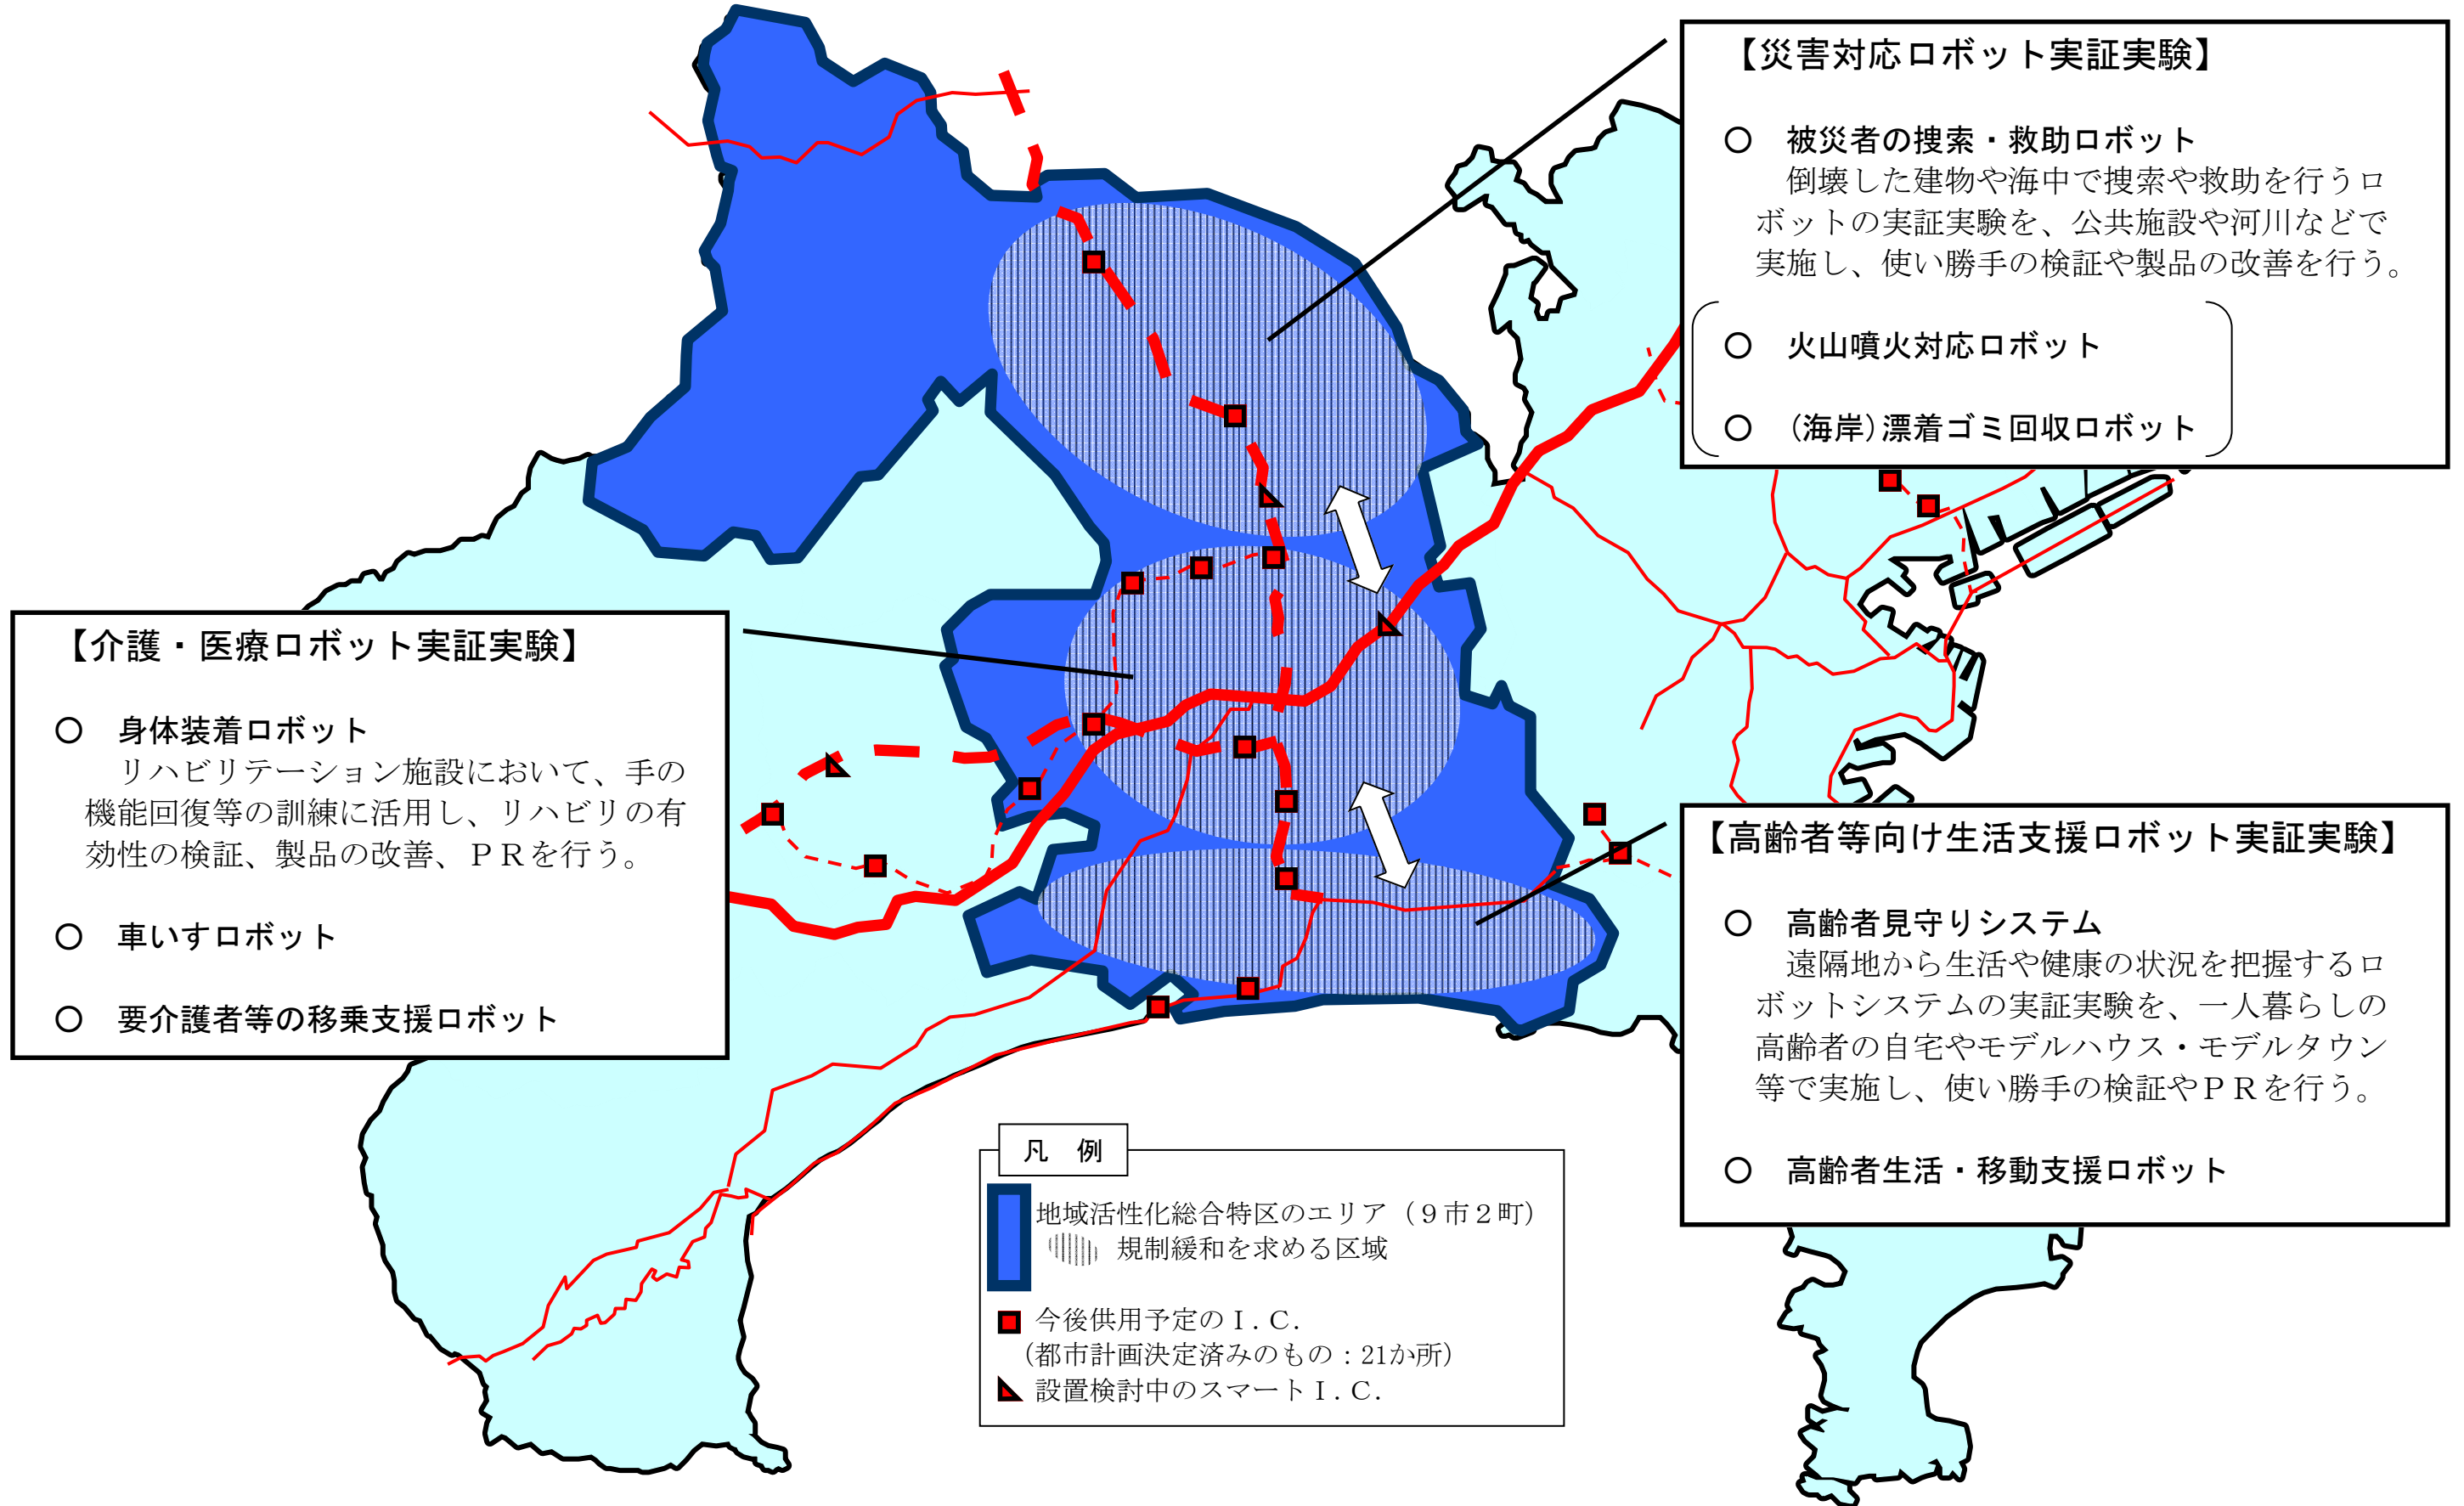 【災害対応ロボット実証実験】
○　被災者の捜索・救助ロボット
倒壊した建物や海中で捜索や救助を行うロ
ボットの実証実験を、公共施設や河川などで
実施し、使い勝手の検証や製品の改善を行う。
○　火山噴火対応ロボット
○　（海岸）漂着ゴミ回収ロボット
【介護・医療ロボット実証実験】
○　身体装着ロボット
リハビリテーション施設において、手の
機能回復等の訓練に活用し、リハビリの有
効性の検証、製品の改善、ＰＲを行う。
○　車いすロボット
○　要介護者等の移乗支援ロボット
【高齢者等向け生活支援ロボット実証実験】
○　高齢者見守りシステム
遠隔地から生活や健康の状況を把握するロ
ボットシステムの実証実験を、一人暮らしの
高齢者の自宅やモデルハウス・モデルタウン
等で実施し、使い勝手の検証やＰＲを行う。
○　高齢者生活・移動支援ロボット
凡　例
地域活性化総合特区のエリア（９市２町）
規制緩和を求める区域
今後供用予定のＩ．Ｃ．
（都市計画決定済みのもの：21か所）
設置検討中のスマートＩ．Ｃ．